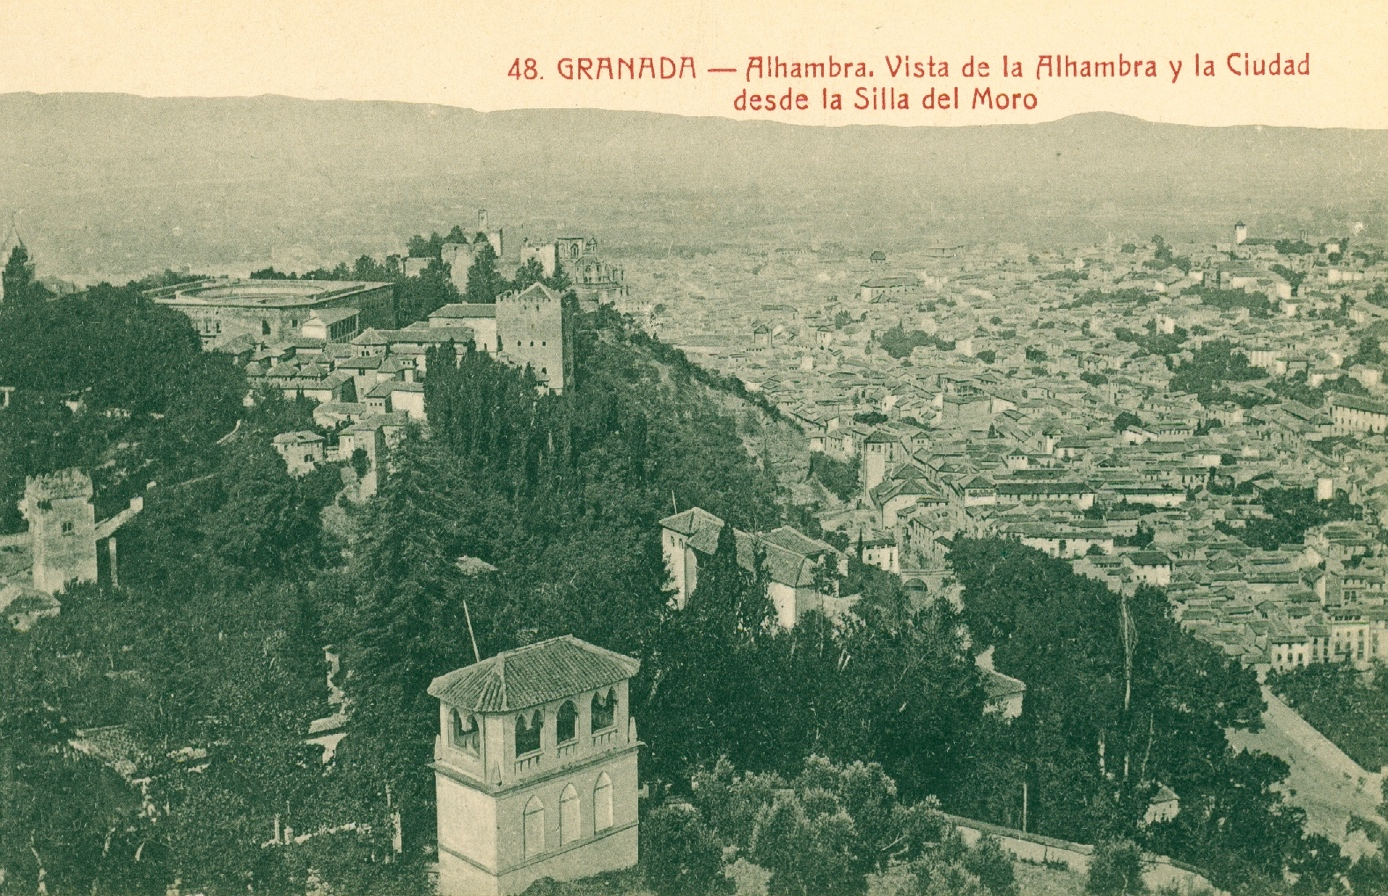 48. GRANADA — Alhambra. Vista de la Alhambra y la Ciudad
desde la Silla del Moro